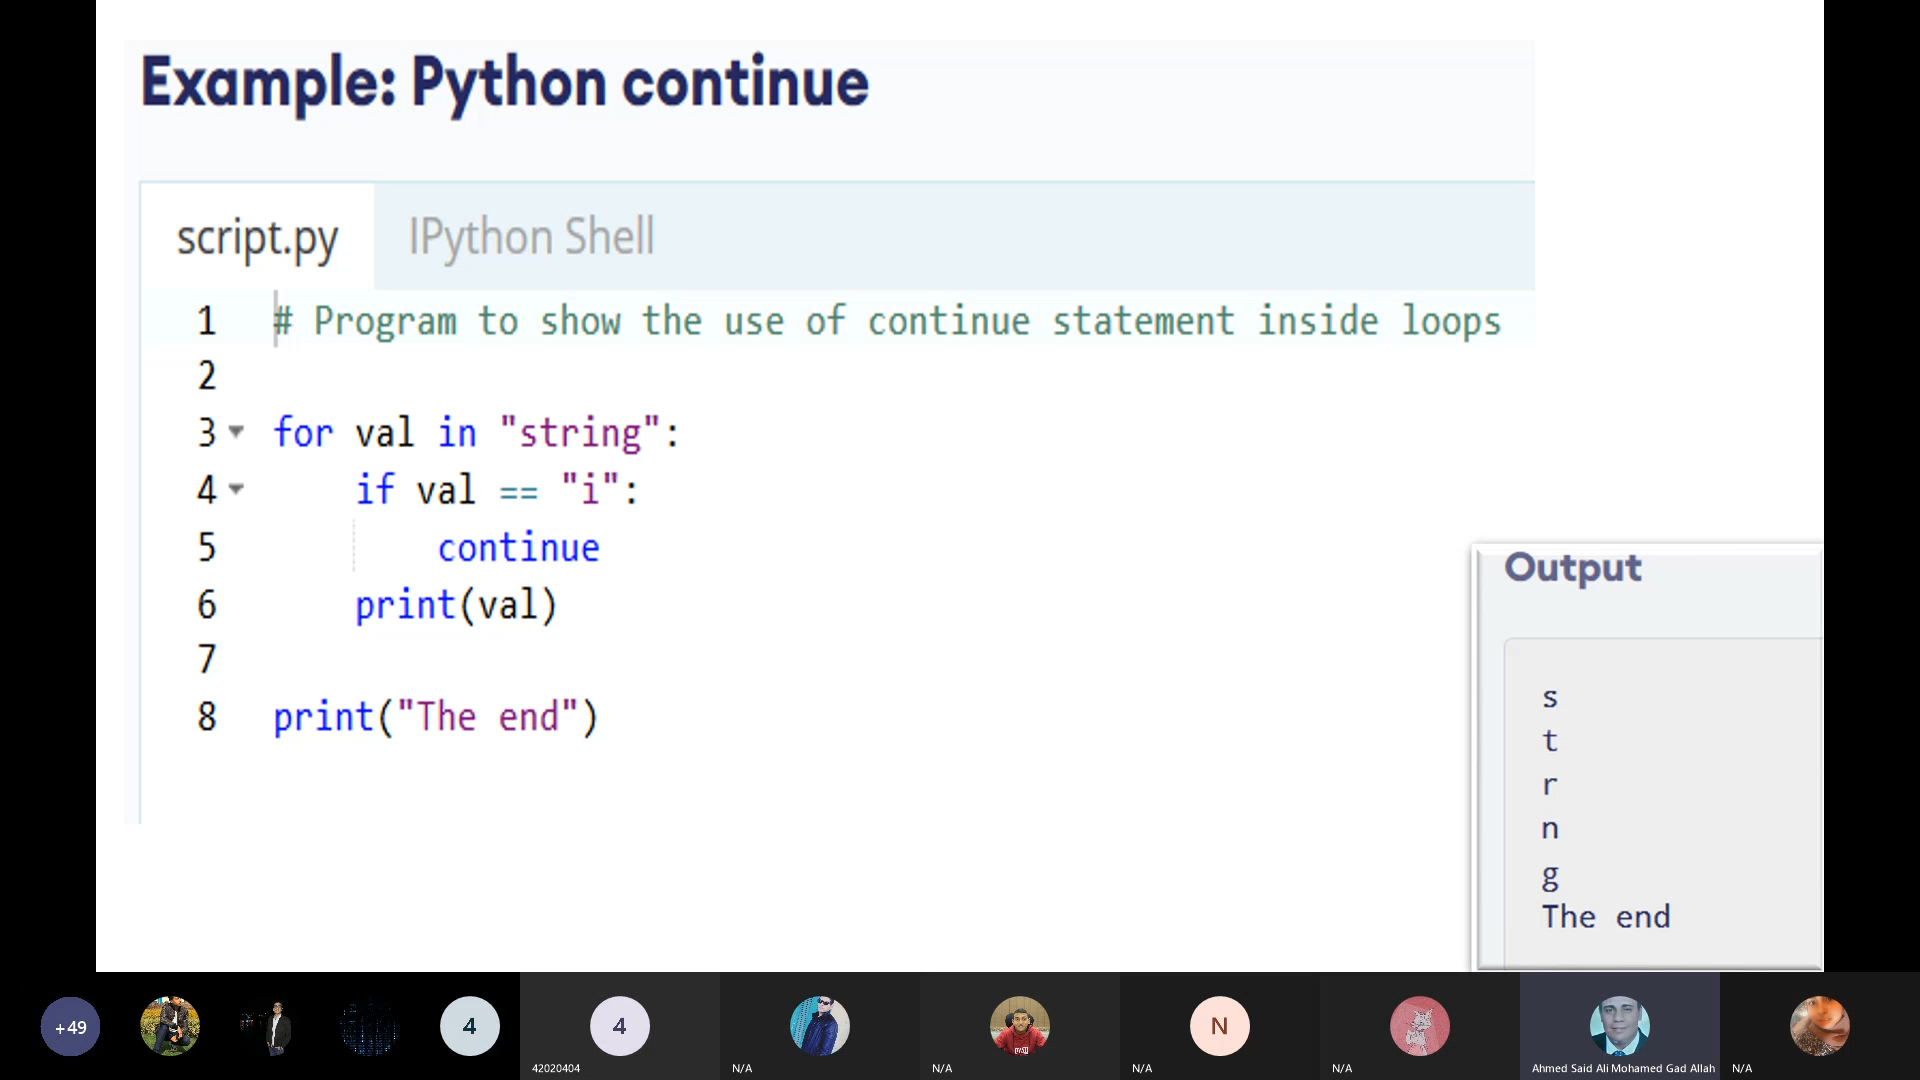 Example: Python continue
script.py IPython Shell
1 # Program to show the use of continue statement inside loops
2
3 for val in "string":
4 if val == "i":
5 continue
6 print(val)
7
8 print("The end")
Output
s
t
r
n
g
The end
+49
4
4
N
42020404
N/A
N/A
N/A
N/A
Ahmed Said Ali Mohamed Gad Allah
N/A